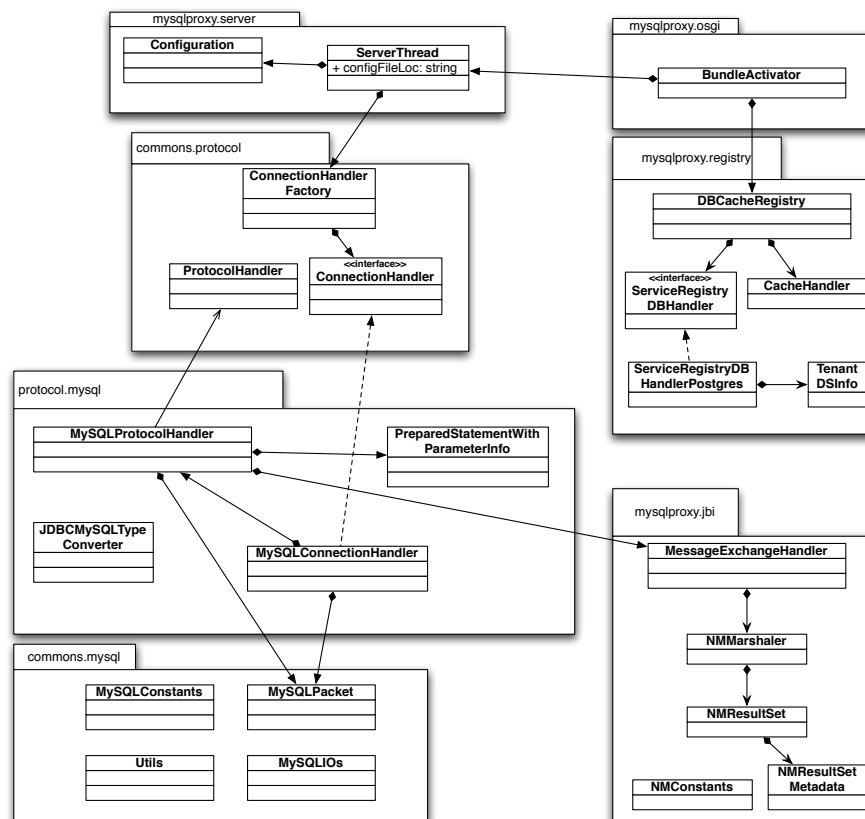 mysqlproxy.server
Configuration
ServerThread
+ configFileLoc: string
mysqlproxy.osgi
BundleActivator
commons.protocol
ConnectionHandler
Factory
ProtocolHandler
<<interface>>
ConnectionHandler
mysqlproxy.registry
DBCacheRegistry
<<interface>>
ServiceRegistry
DBHandler
CacheHandler
ServiceRegistryDB
HandlerPostgres
Tenant
DSInfo
protocol.mysql
MySQLProtocolHandler
PreparedStatementWith
ParameterInfo
JDBCMySQLType
Converter
MySQLConnectionHandler
mysqlproxy.jbi
MessageExchangeHandler
NMMarshaler
NMResultSet
NMConstants
NMResultSet
Metadata
commons.mysql
MySQLConstants
MySQLPacket
Utils
MySQLIOs